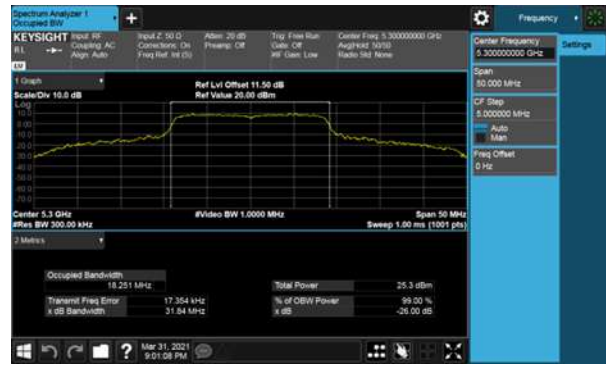 Spectrum Analyzer 1
Occupied BW
Frequency
KEYSIGHT
Input: RF
Coupling: AC
Align: Auto
Input Z: 50 Ω
Corrections: On
Freq Ref: Int (S)
Atten: 20 dB
Preamp: Off
Trig: Free Run
Gate: Off
#IF Gain: Low
Center Freq: 5.300000000 GHz
Avg|Hold: 50/50
Radio Std: None
Center Frequency
5.300000000 GHz
Settings
Span
50.000 MHz
CF Step
5.000000 MHz
Auto
Man
Freq Offset
0 Hz
1 Graph
Scale/Div 10.0 dB
Ref Lvl Offset 11.50 dB
Ref Value 20.00 dBm
Log
Center 5.3 GHz
#Res BW 300.00 kHz
#Video BW 1.0000 MHz
Span 50 MHz
Sweep 1.00 ms (1001 pts)
2 Metrics
Occupied Bandwidth
18.251 MHz
Transmit Freq Error
17.354 kHz
x dB Bandwidth
31.84 MHz
Total Power
25.3 dBm
% of OBW Power
99.00 %
x dB
-26.00 dB
Mar 31, 2021
9:01:08 PM